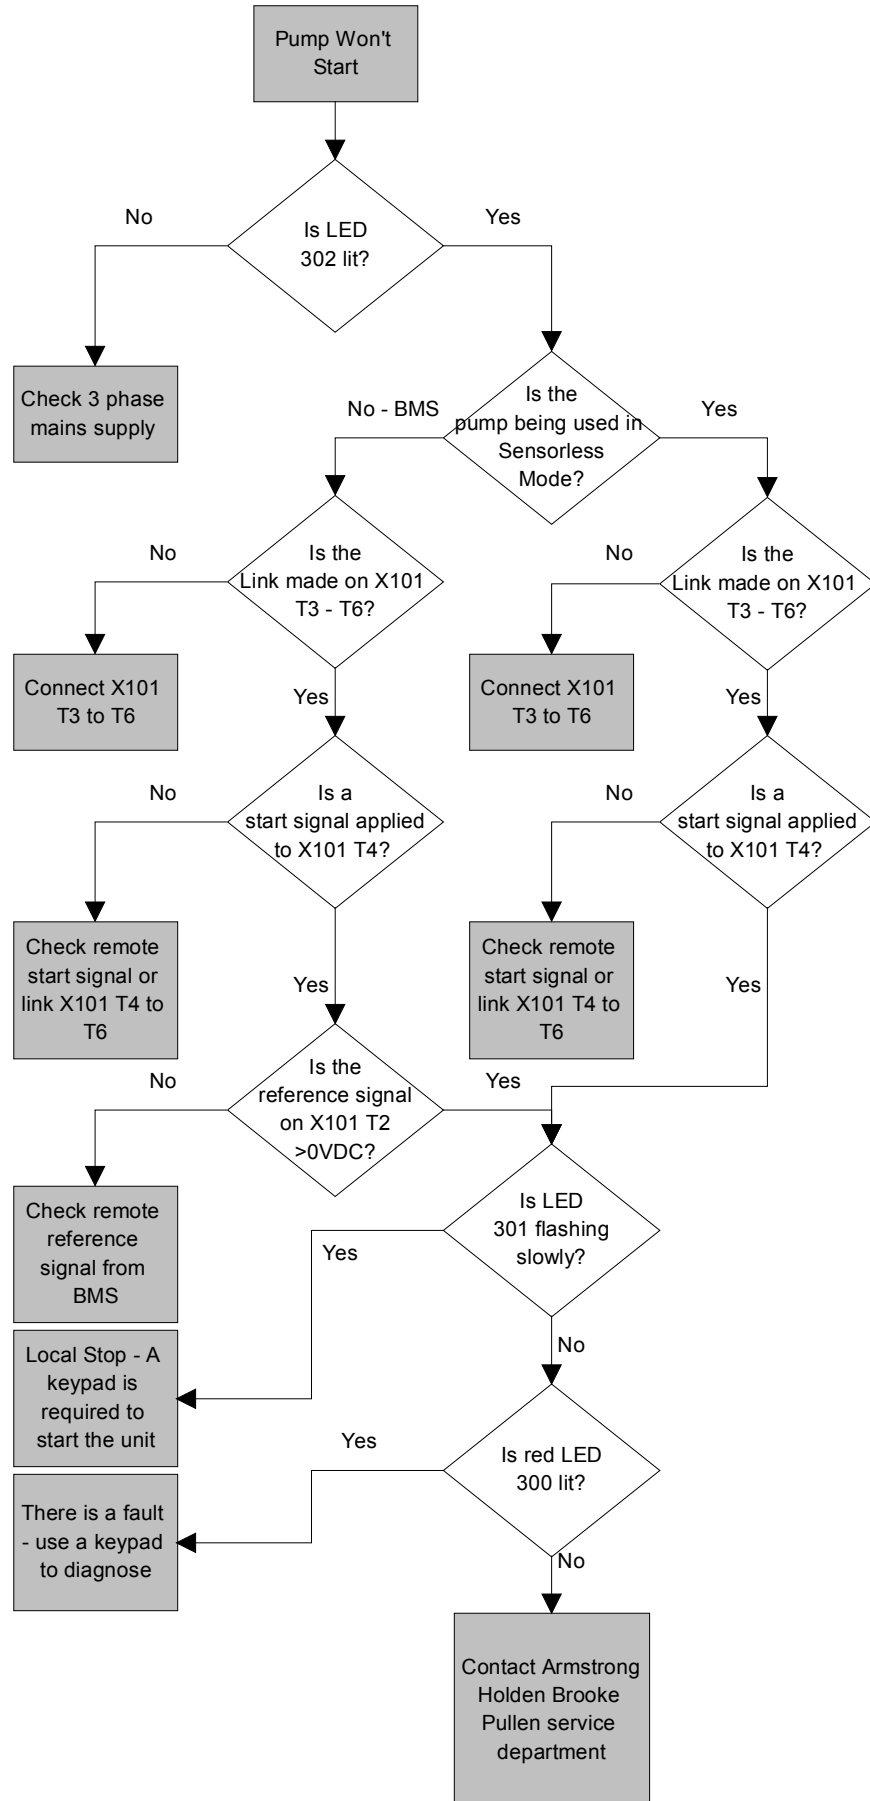 Pump Won't
Start
No
Yes
Is LED
302 lit?
Check 3 phase
mains supply
No - BMS
Yes
Is the
pump being used in
Sensorless
Mode?
No
Is the
Link made on X101
T3 - T6?
No
Is the
Link made on X101
T3 - T6?
Connect X101
T3 to T6
Yes
Connect X101
T3 to T6
Yes
No
Is a
start signal applied
to X101 T4?
No
Is a
start signal applied
to X101 T4?
Check remote
start signal or
link X101 T4 to
T6
Yes
Check remote
start signal or
link X101 T4 to
T6
Yes
No
Is the
reference signal
on X101 T2
>0VDC?
Yes
Check remote
reference
signal from
BMS
Is LED
301 flashing
slowly?
Yes
No
Local Stop - A
keypad is
required to
start the unit
Yes
Is red LED
300 lit?
There is a fault
- use a keypad
to diagnose
No
Contact Armstrong
Holden Brooke
Pullen service
department